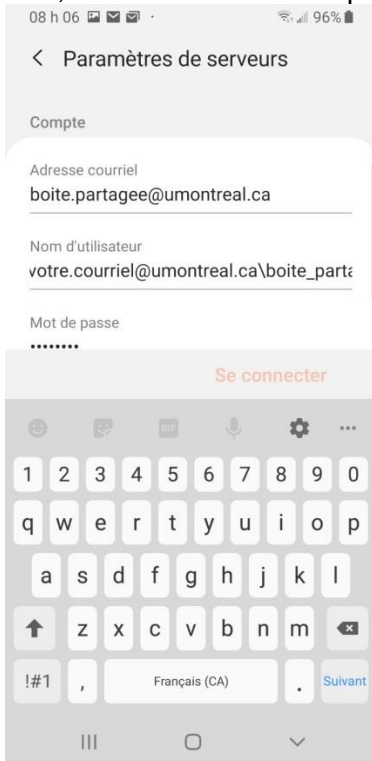 08 h 06 96%
< Paramètres de serveurs
Compte
Adresse courriel
boite.partagee@umontreal.ca
Nom d'utilisateur
votre.courriel@umontreal.ca\boite_parta
Mot de passe
••••••••
Se connecter
GIF
1 2 3 4 5 6 7 8 9 0
q w e r t y u i o p
a s d f g h j k l
z x c v b n m
!#1 , Français (CA) . Suivant